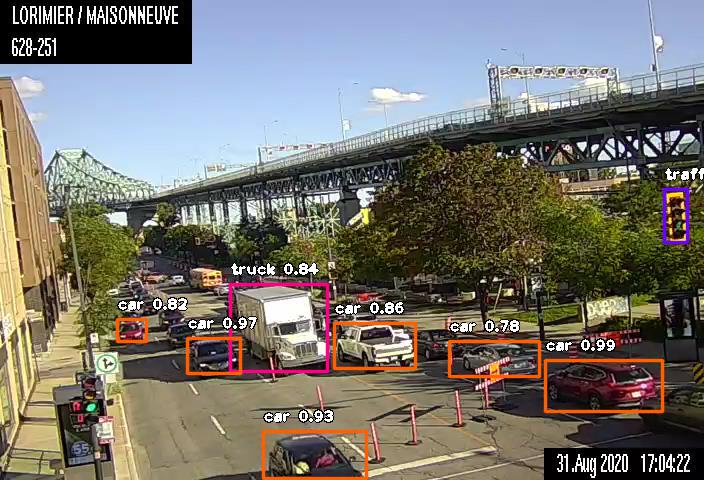 LORIMIER / MAISONNEUVE
628-251
traff
truck 0.84
car 0.82
car 0.86
car 0.97
car 0.78
car 0.99
car 0.93
31.Aug 2020 17:04:22